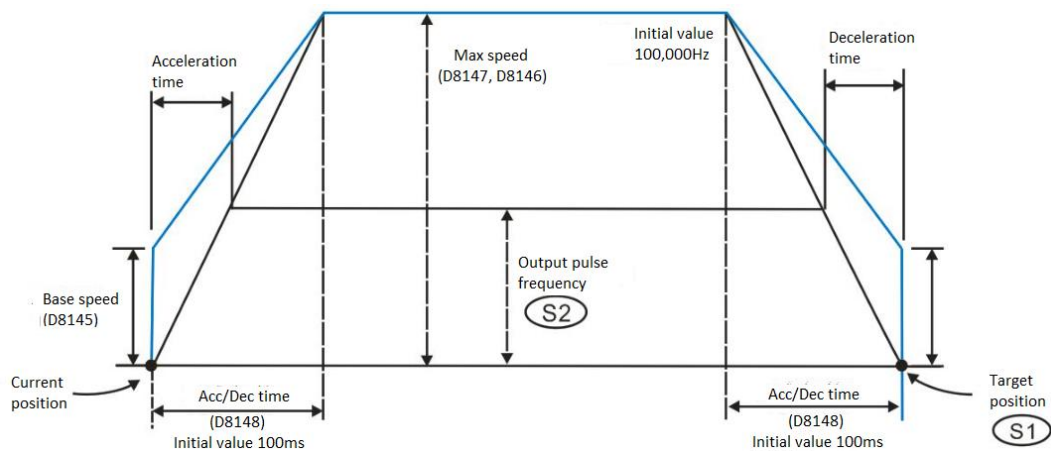 Acceleration
time
Max speed
(D8147, D8146)
Initial value
100,000Hz
Deceleration
time
Base speed
(D8145)
Output pulse
frequency
S2
Current
position
Acc/Dec time
(D8148)
Initial value 100ms
Acc/Dec time
(D8148)
Initial value 100ms
Target
position
S1